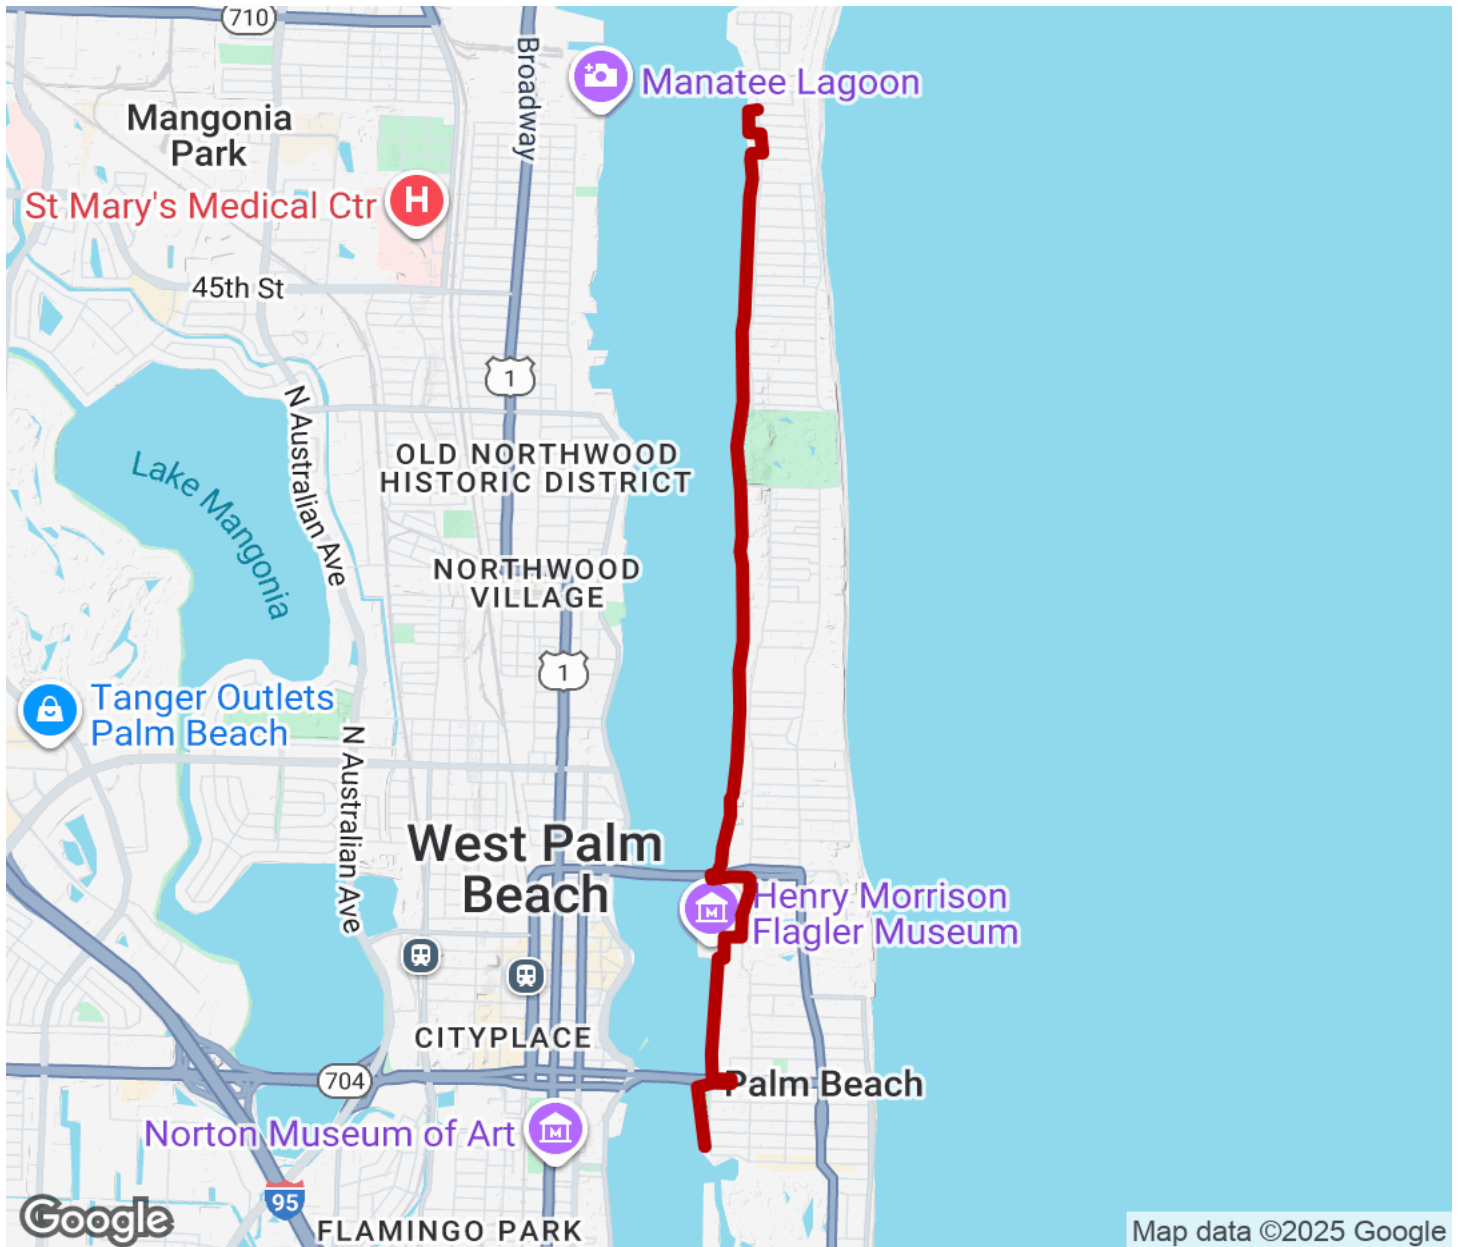 710
Broadway
Manatee Lagoon
Mangonia
Park
St Mary's Medical Ctr
H
45th St
1
N Australian Ave
Lake Mangonia
OLD NORTHWOOD
HISTORIC DISTRICT
NORTHWOOD
VILLAGE
1
Tanger Outlets
Palm Beach
N Australian Ave
West Palm
Beach
Henry Morrison
Flagler Museum
CITYPLACE
704
Palm Beach
Norton Museum of Art
95
FLAMINGO PARK
Google
Map data ©2025 Google